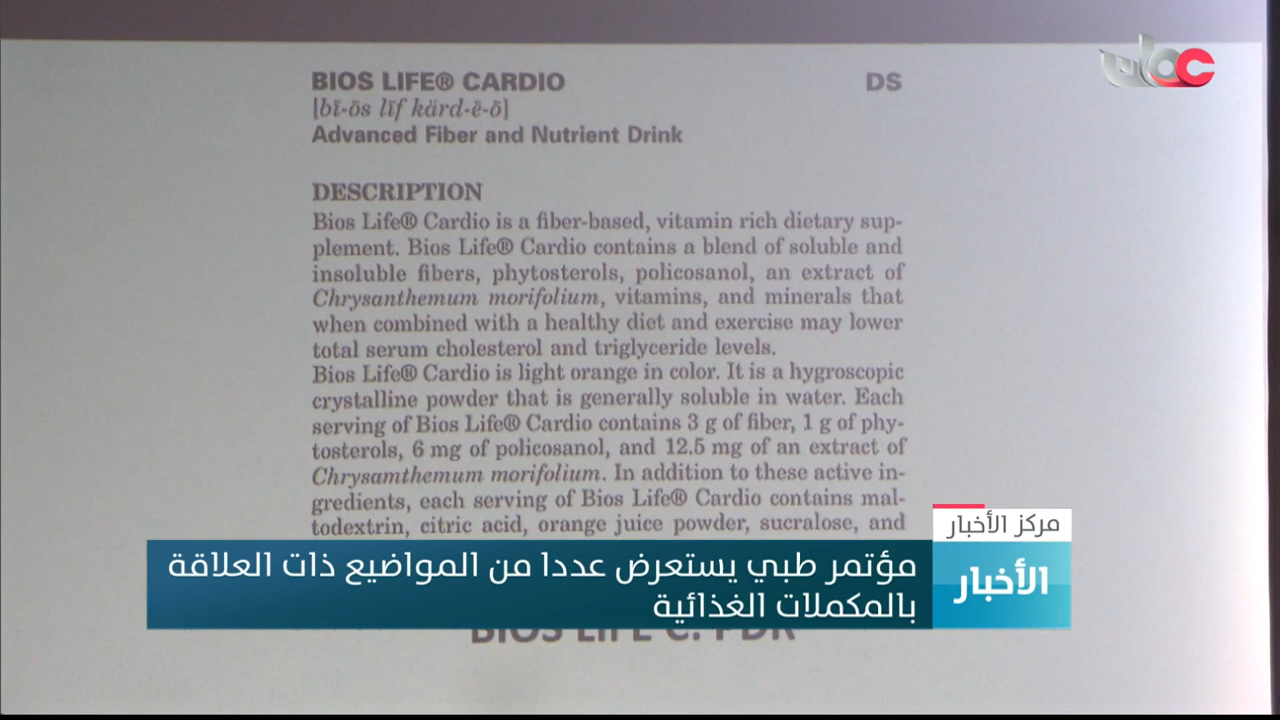 BIOS LIFE® CARDIO DS
[bī-ōs līf kärd-ē-ō]
Advanced Fiber and Nutrient Drink
DESCRIPTION
Bios Life® Cardio is a fiber-based, vitamin rich dietary sup-
plement. Bios Life® Cardio contains a blend of soluble and
insoluble fibers, phytosterols, policosanol, an extract of
Chrysanthemum morifolium, vitamins, and minerals that
when combined with a healthy diet and exercise may lower
total serum cholesterol and triglyceride levels.
Bios Life® Cardio is light orange in color. It is a hygroscopic
crystalline powder that is generally soluble in water. Each
serving of Bios Life® Cardio contains 3 g of fiber, 1 g of phy-
tosterols, 6 mg of policosanol, and 12.5 mg of an extract of
Chrysamthemum morifolium. In addition to these active in-
gredients, each serving of Bios Life® Cardio contains mal-
todextrin, citric acid, orange juice powder, sucralose, and
مركز الأخبار
الأخبار
مؤتمر طبي يستعرض عددا من المواضيع ذات العلاقة
بالمكملات الغذائية